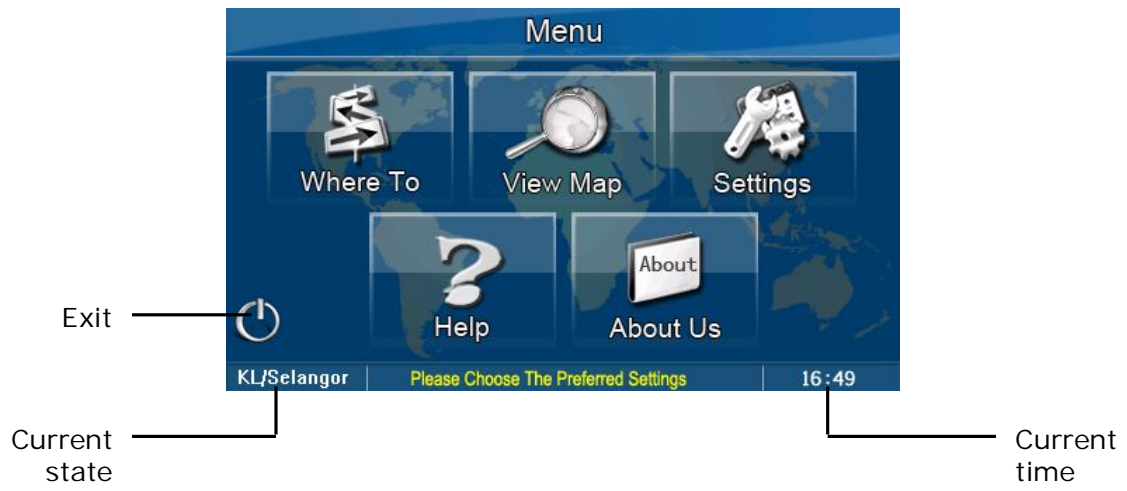 Menu
Where To
View Map
Settings
About
Help
About Us
Exit
KL/Selangor
Please Choose The Preferred Settings
16:49
Current
state
Current
time